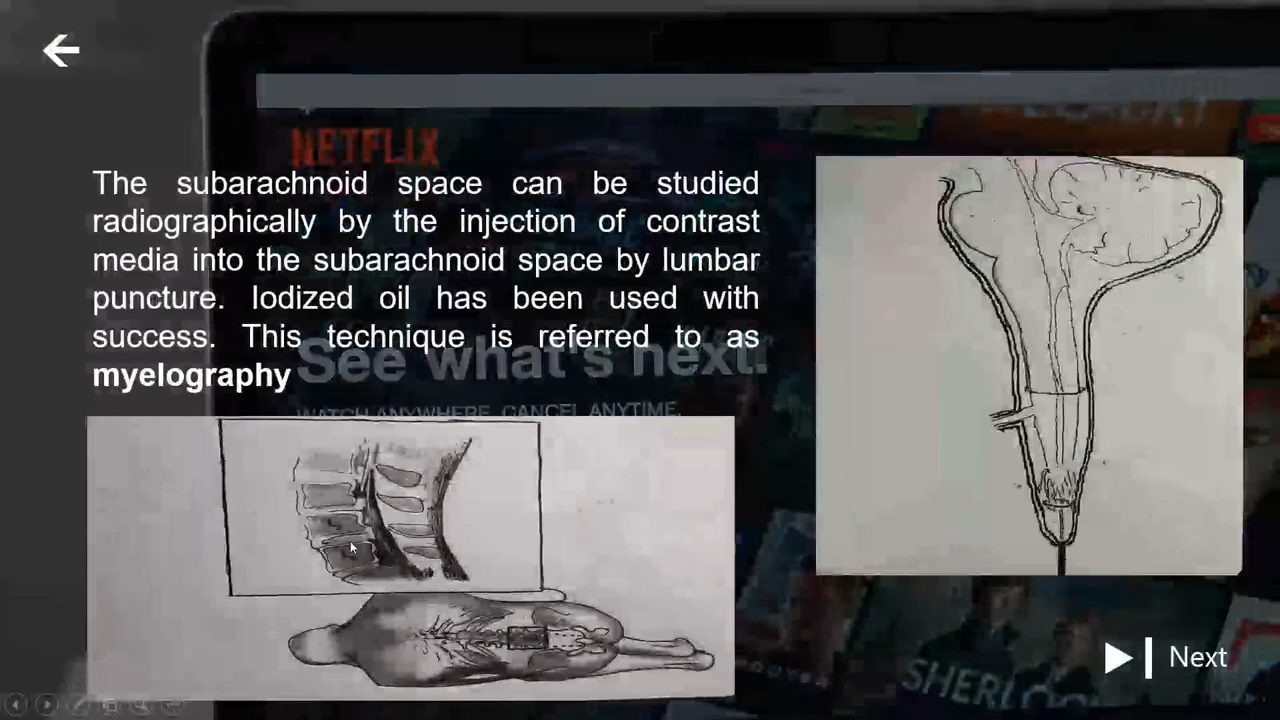 NETFLIX
The subarachnoid space can be studied
radiographically by the injection of contrast
media into the subarachnoid space by lumbar
puncture. Iodized oil has been used with
success. This technique is referred to as
myelography
See what's next.
WATCH ANYWHERE. CANCEL ANYTIME.
SHERLOC
Next